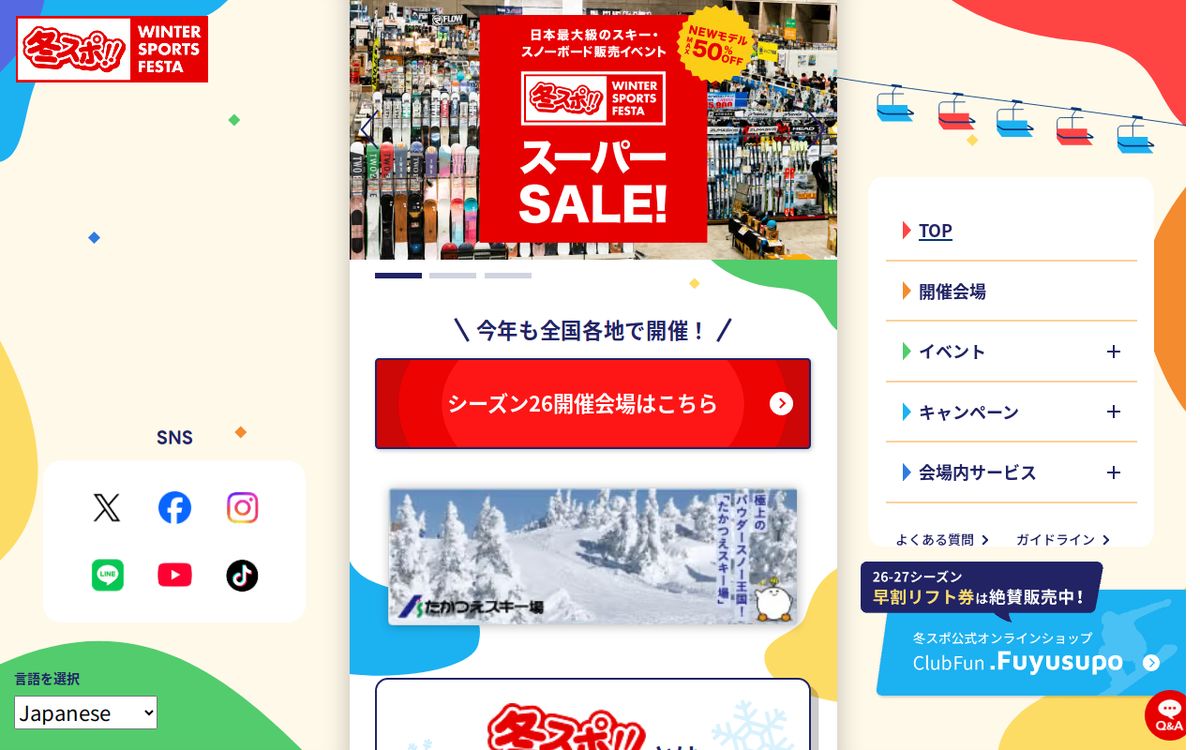 冬スポ!!
WINTER
SPORTS
FESTA
FLOW
日本最大級のスキー・
スノーボード販売イベント
NEWモデル
MAX
50%
OFF
冬スポ!!
WINTER
SPORTS
FESTA
スーパー
SALE!
HEAD
TOP
開催会場
イベント
キャンペーン
会場内サービス
よくある質問
ガイドライン
今年も全国各地で開催！
シーズン26開催会場はこちら
極上の
パウダースノー王国！
「たかつえスキー場」
たかつえスキー場
SNS
LINE
26-27シーズン
早割リフト券は絶賛販売中！
冬スポ公式オンラインショップ
ClubFun .Fuyusupo
Q&A
言語を選択
Japanese
冬スポ!!
とは